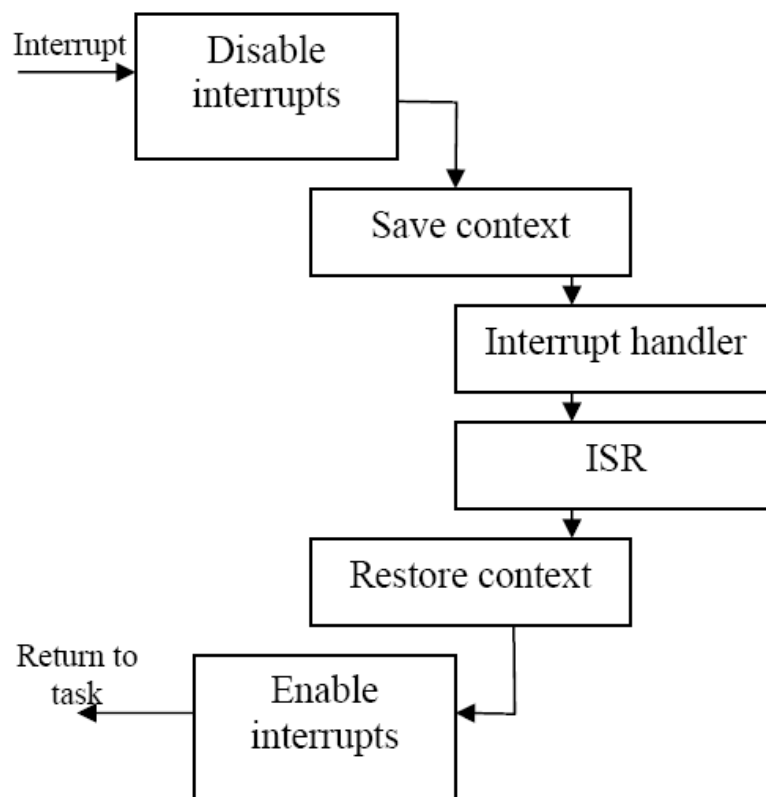 Interrupt
Disable
interrupts
Save context
Interrupt handler
ISR
Restore context
Return to
task
Enable
interrupts